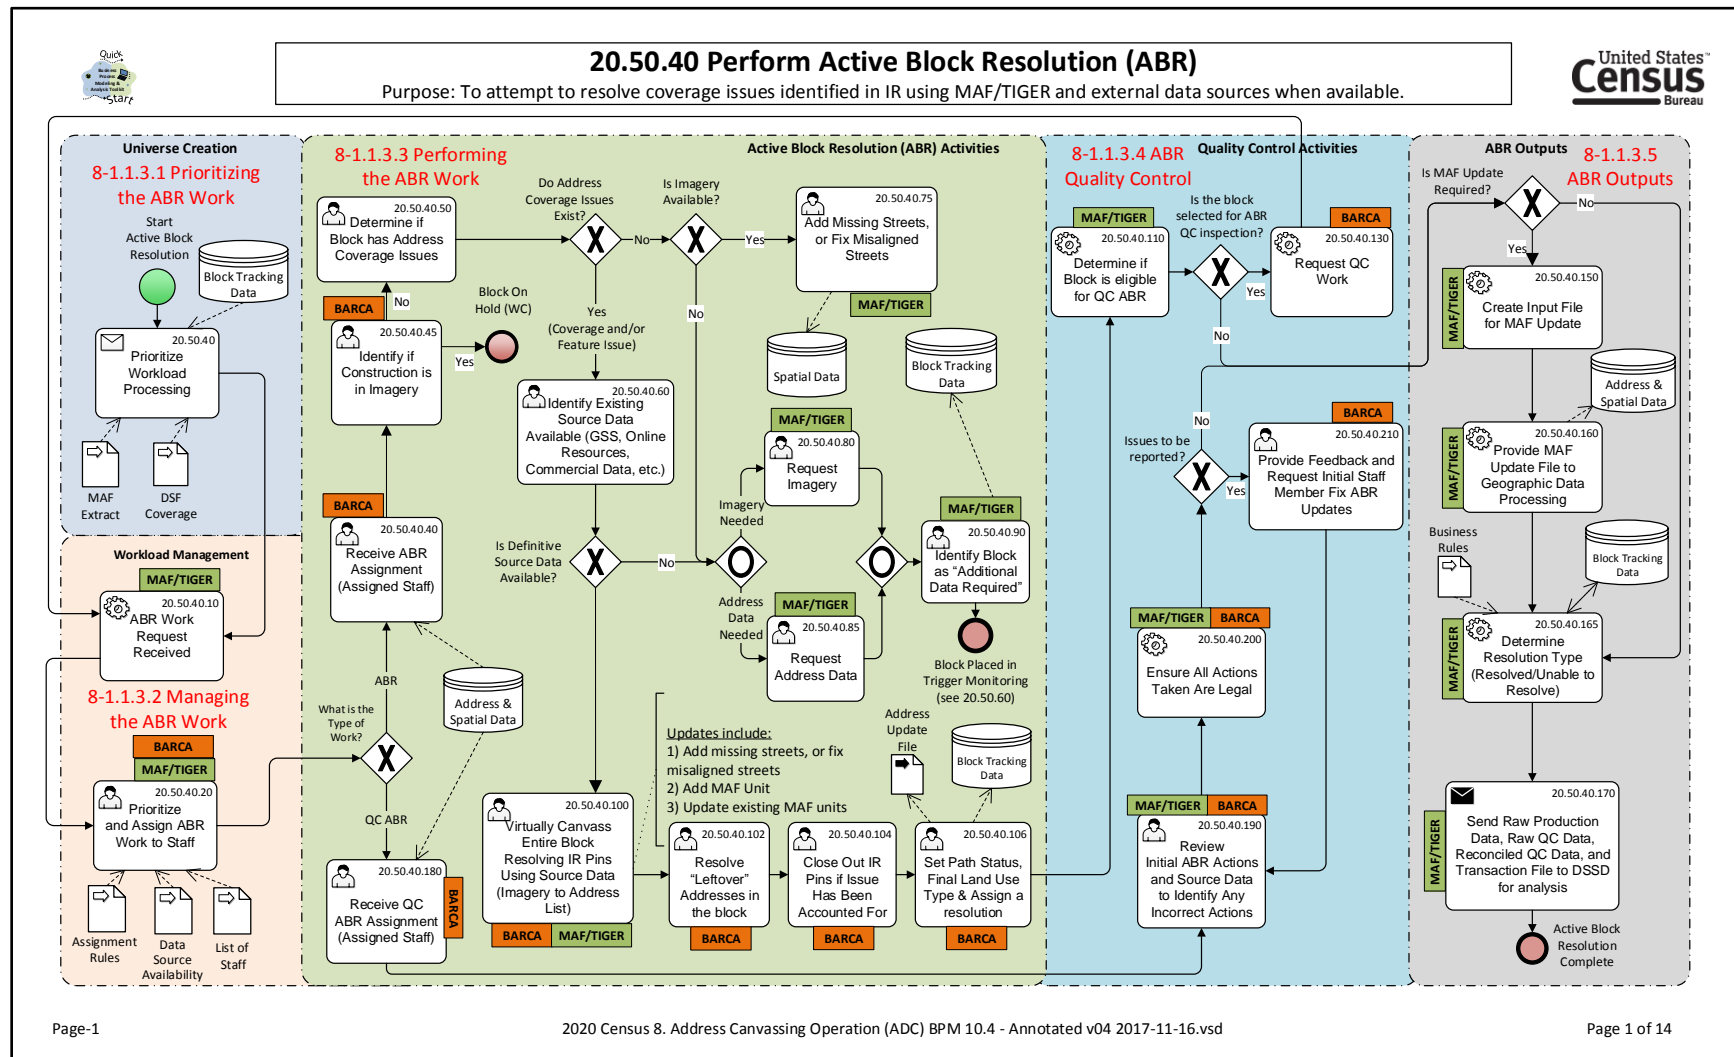 Quick
Business
Process
Modeling &
Analysis Toolkit
Start
20.50.40 Perform Active Block Resolution (ABR)
Purpose: To attempt to resolve coverage issues identified in IR using MAF/TIGER and external data sources when available.
United States™
Census
Bureau
Universe Creation
8-1.1.3.1 Prioritizing
the ABR Work
Start
Active Block
Resolution
Block Tracking
Data
20.50.40
Prioritize
Workload
Processing
MAF
Extract
DSF
Coverage
Workload Management
MAF/TIGER
20.50.40.10
ABR Work
Request
Received
8-1.1.3.2 Managing
the ABR Work
BARCA
MAF/TIGER
20.50.40.20
Prioritize
and Assign ABR
Work to Staff
Assignment
Rules
Data
Source
Availability
List of
Staff
8-1.1.3.3 Performing
the ABR Work
Active Block Resolution (ABR) Activities
20.50.40.50
Determine if
Block has Address
Coverage Issues
BARCA
No
20.50.40.45
Identify if
Construction is
in Imagery
Yes
Block On
Hold (WC)
BARCA
20.50.40.40
Receive ABR
Assignment
(Assigned Staff)
ABR
What is the
Type of
Work?
QC ABR
Address &
Spatial Data
20.50.40.180
Receive QC
ABR Assignment
(Assigned Staff)
BARCA
Do Address
Coverage Issues
Exist?
No
Yes
(Coverage and/or
Feature Issue)
Is Imagery
Available?
Yes
No
20.50.40.75
Add Missing Streets,
or Fix Misaligned
Streets
MAF/TIGER
Spatial Data
Block Tracking
Data
20.50.40.60
Identify Existing
Source Data
Available (GSS, Online
Resources,
Commercial Data, etc.)
Is Definitive
Source Data
Available?
No
Imagery
Needed
Address
Data
Needed
MAF/TIGER
20.50.40.80
Request
Imagery
MAF/TIGER
20.50.40.85
Request
Address Data
MAF/TIGER
20.50.40.90
Identify Block
as “Additional
Data Required”
Block Placed in
Trigger Monitoring
(see 20.50.60)
Updates include:
1) Add missing streets, or fix
misaligned streets
2) Add MAF Unit
3) Update existing MAF units
Address
Update
File
Block Tracking
Data
20.50.40.100
Virtually Canvass
Entire Block
Resolving IR Pins
Using Source Data
(Imagery to Address
List)
BARCA
MAF/TIGER
20.50.40.102
Resolve
“Leftover”
Addresses in
the block
BARCA
20.50.40.104
Close Out IR
Pins if Issue
Has Been
Accounted For
BARCA
20.50.40.106
Set Path Status,
Final Land Use
Type & Assign a
resolution
BARCA
8-1.1.3.4 ABR
Quality Control
Quality Control Activities
MAF/TIGER
20.50.40.110
Determine if
Block is eligible
for QC ABR
Is the block
selected for ABR
QC inspection?
Yes
No
BARCA
20.50.40.130
Request QC
Work
No
Issues to be
reported?
Yes
BARCA
20.50.40.210
Provide Feedback and
Request Initial Staff
Member Fix ABR
Updates
MAF/TIGER
BARCA
20.50.40.200
Ensure All Actions
Taken Are Legal
MAF/TIGER
BARCA
20.50.40.190
Review
Initial ABR Actions
and Source Data
to Identify Any
Incorrect Actions
ABR Outputs
8-1.1.3.5
ABR Outputs
Is MAF Update
Required?
No
Yes
MAF/TIGER
20.50.40.150
Create Input File
for MAF Update
Address &
Spatial Data
MAF/TIGER
20.50.40.160
Provide MAF
Update File to
Geographic Data
Processing
Business
Rules
Block Tracking
Data
MAF/TIGER
20.50.40.165
Determine
Resolution Type
(Resolved/Unable to
Resolve)
MAF/TIGER
20.50.40.170
Send Raw Production
Data, Raw QC Data,
Reconciled QC Data, and
Transaction File to DSSD
for analysis
Active Block
Resolution
Complete
Page-1
2020 Census 8. Address Canvassing Operation (ADC) BPM 10.4 - Annotated v04 2017-11-16.vsd
Page 1 of 14